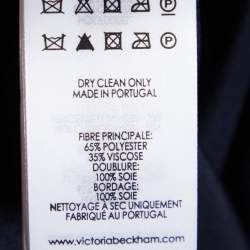 DRY CLEAN ONLY
MADE IN PORTUGAL
FIBRE PRINCIPALE:
65% POLYESTER
35% VISCOSE
DOUBLURE:
100% SOIE
BORDAGE:
100% SOIE
NETTOYAGE A SEC UNIQUEMENT
FABRIQUÉ AU PORTUGAL
www.victoriabeckham.com